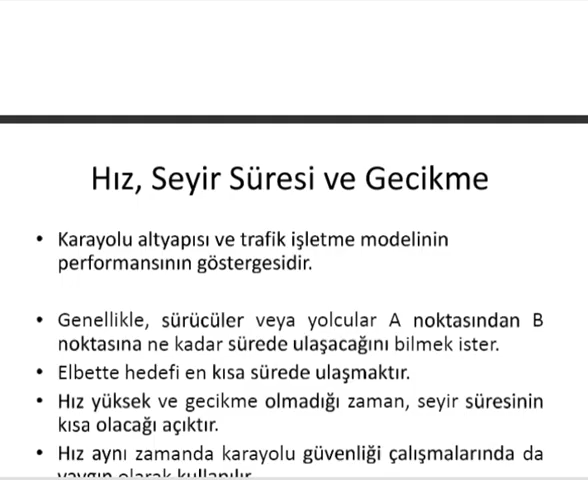 Hız, Seyir Süresi ve Gecikme
• Karayolu altyapısı ve trafik işletme modelinin
performansının göstergesidir.
• Genellikle, sürücüler veya yolcular A noktasından B
noktasına ne kadar sürede ulaşacağını bilmek ister.
• Elbette hedefi en kısa sürede ulaşmaktır.
• Hız yüksek ve gecikme olmadığı zaman, seyir süresinin
kısa olacağı açıktır.
• Hız aynı zamanda karayolu güvenliği çalışmalarında da
yaygın olarak kullanılır